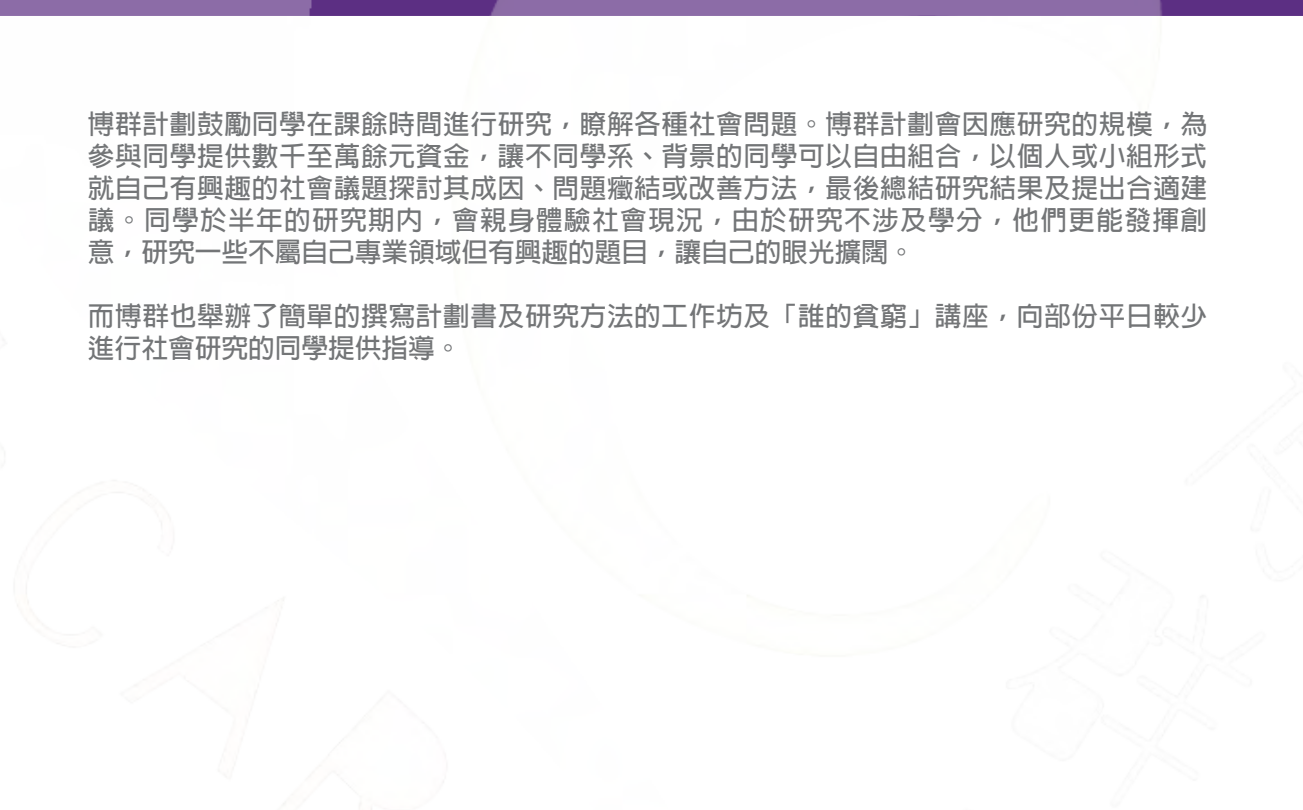 博群計劃鼓勵同學在課餘時間進行研究，瞭解各種社會問題。博群計劃會因應研究的規模，為
參與同學提供數千至萬餘元資金，讓不同學系、背景的同學可以自由組合，以個人或小組形式
就自己有興趣的社會議題探討其成因、問題癥結或改善方法，最後總結研究結果及提出合適建
議。同學於半年的研究期内，會親身體驗社會現況，由於研究不涉及學分，他們更能發揮創
意，研究一些不屬自己專業領域但有興趣的題目，讓自己的眼光擴闊。
而博群也舉辦了簡單的撰寫計劃書及研究方法的工作坊及「誰的貧窮」講座，向部份平日較少
進行社會研究的同學提供指導。